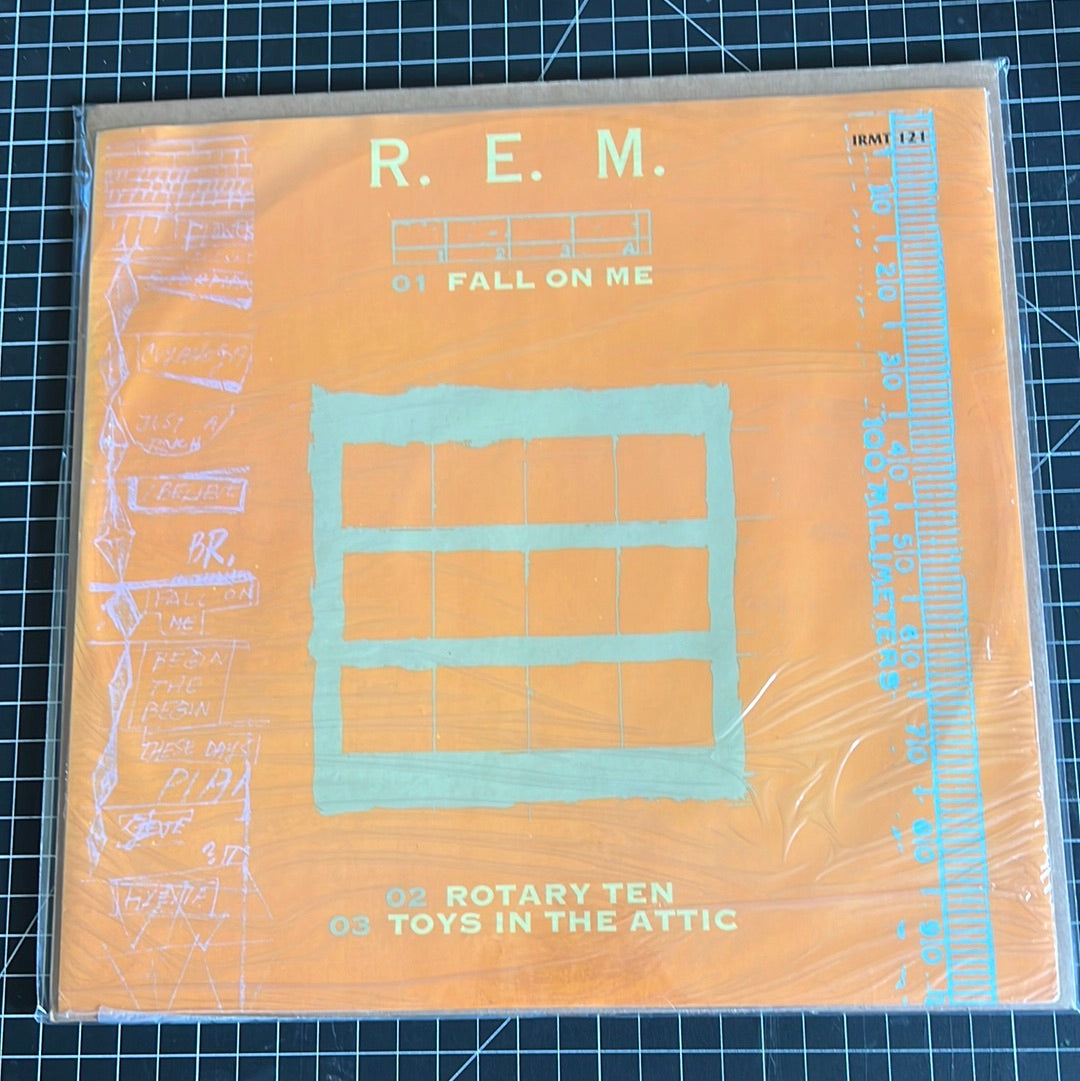 R. E. M.
IRMT 121
1 2 3 4
01 FALL ON ME
JUST A
TOUCH
I BELIEVE
BR.
FALL ON
ME
BEGIN
THE
BEGIN
THESE DAYS
02 ROTARY TEN
03 TOYS IN THE ATTIC
10 20 30 40 50 60 70 80 90
100 MILLIMETERS